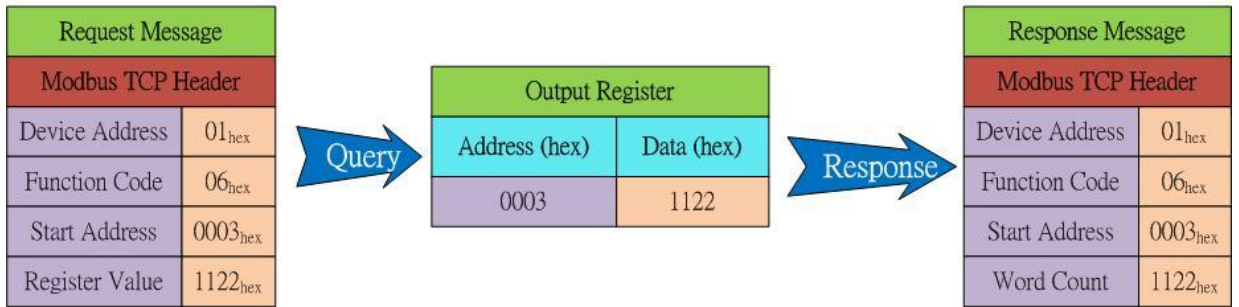 Request Message
Modbus TCP Header
Device Address 01hex
Function Code 06hex
Start Address 0003hex
Register Value 1122hex
Query
Output Register
Address (hex) Data (hex)
0003 1122
Response
Response Message
Modbus TCP Header
Device Address 01hex
Function Code 06hex
Start Address 0003hex
Word Count 1122hex